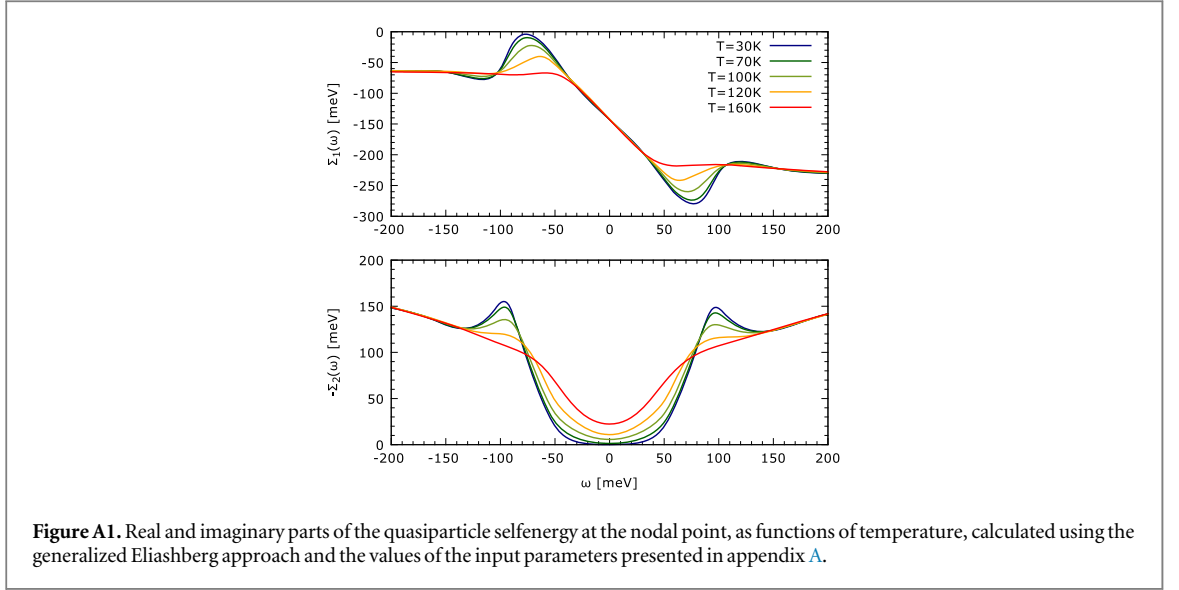 0
-50
-100
-150
-200
-250
-300
Σ₁(ω) [meV]
T=30K
T=70K
T=100K
T=120K
T=160K
-200 -150 -100 -50 0 50 100 150 200
200
150
100
50
0
-Σ₂(ω) [meV]
-200 -150 -100 -50 0 50 100 150 200
ω [meV]
Figure A1. Real and imaginary parts of the quasiparticle selfenergy at the nodal point, as functions of temperature, calculated using the
generalized Eliashberg approach and the values of the input parameters presented in appendix A.